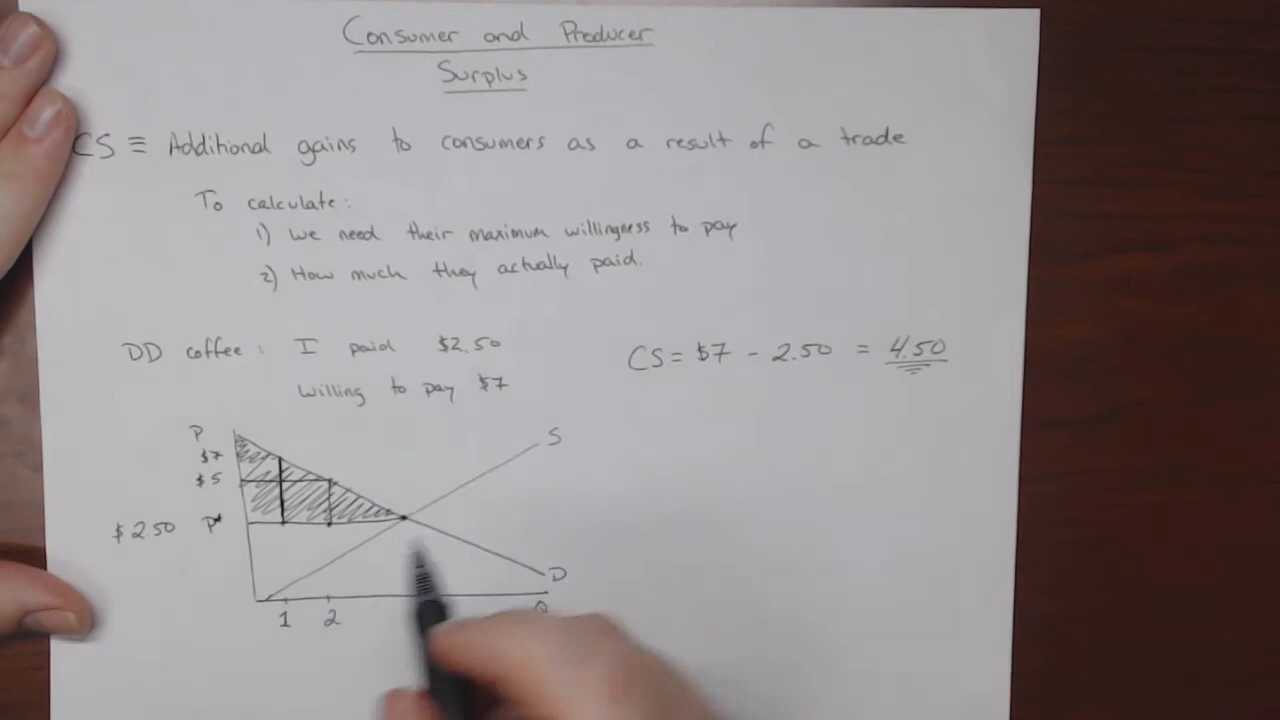 Consumer and Producer
Surplus
CS ≡ Additional gains to consumers as a result of a trade
To calculate:
1) We need their maximum willingness to pay
2) How much they actually paid.
DD coffee: I paid $2.50
Willing to pay $7
CS = $7 - 2.50 = 4.50
P
$7
$5
$2.50 P*
S
D
1 2
Q